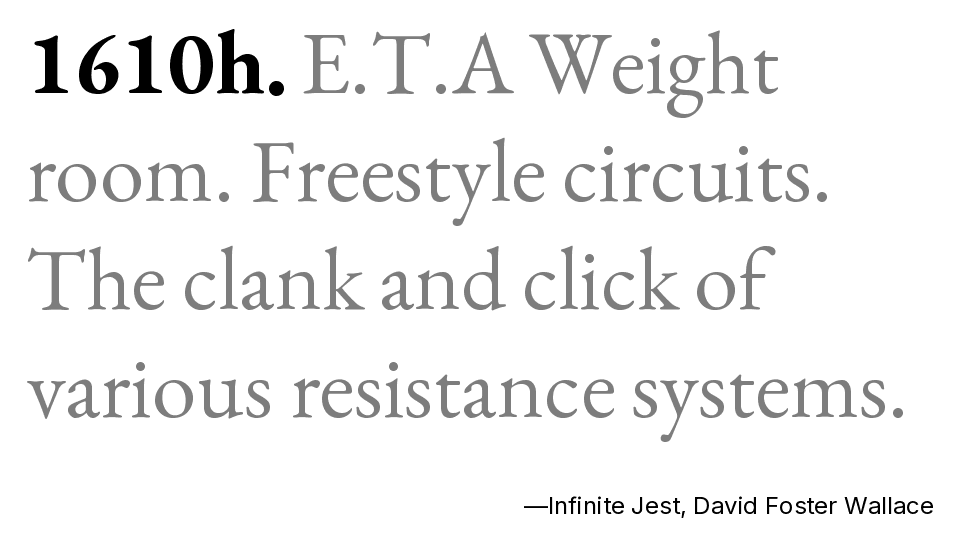 1610h. E.T.A Weight
room. Freestyle circuits.
The clank and click of
various resistance systems.
—Infinite Jest, David Foster Wallace